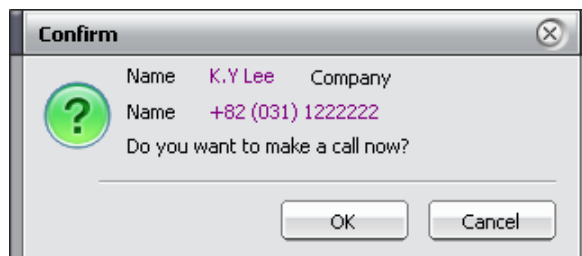 Confirm
Name K.Y Lee Company
Name +82 (031) 1222222
Do you want to make a call now?
OK Cancel